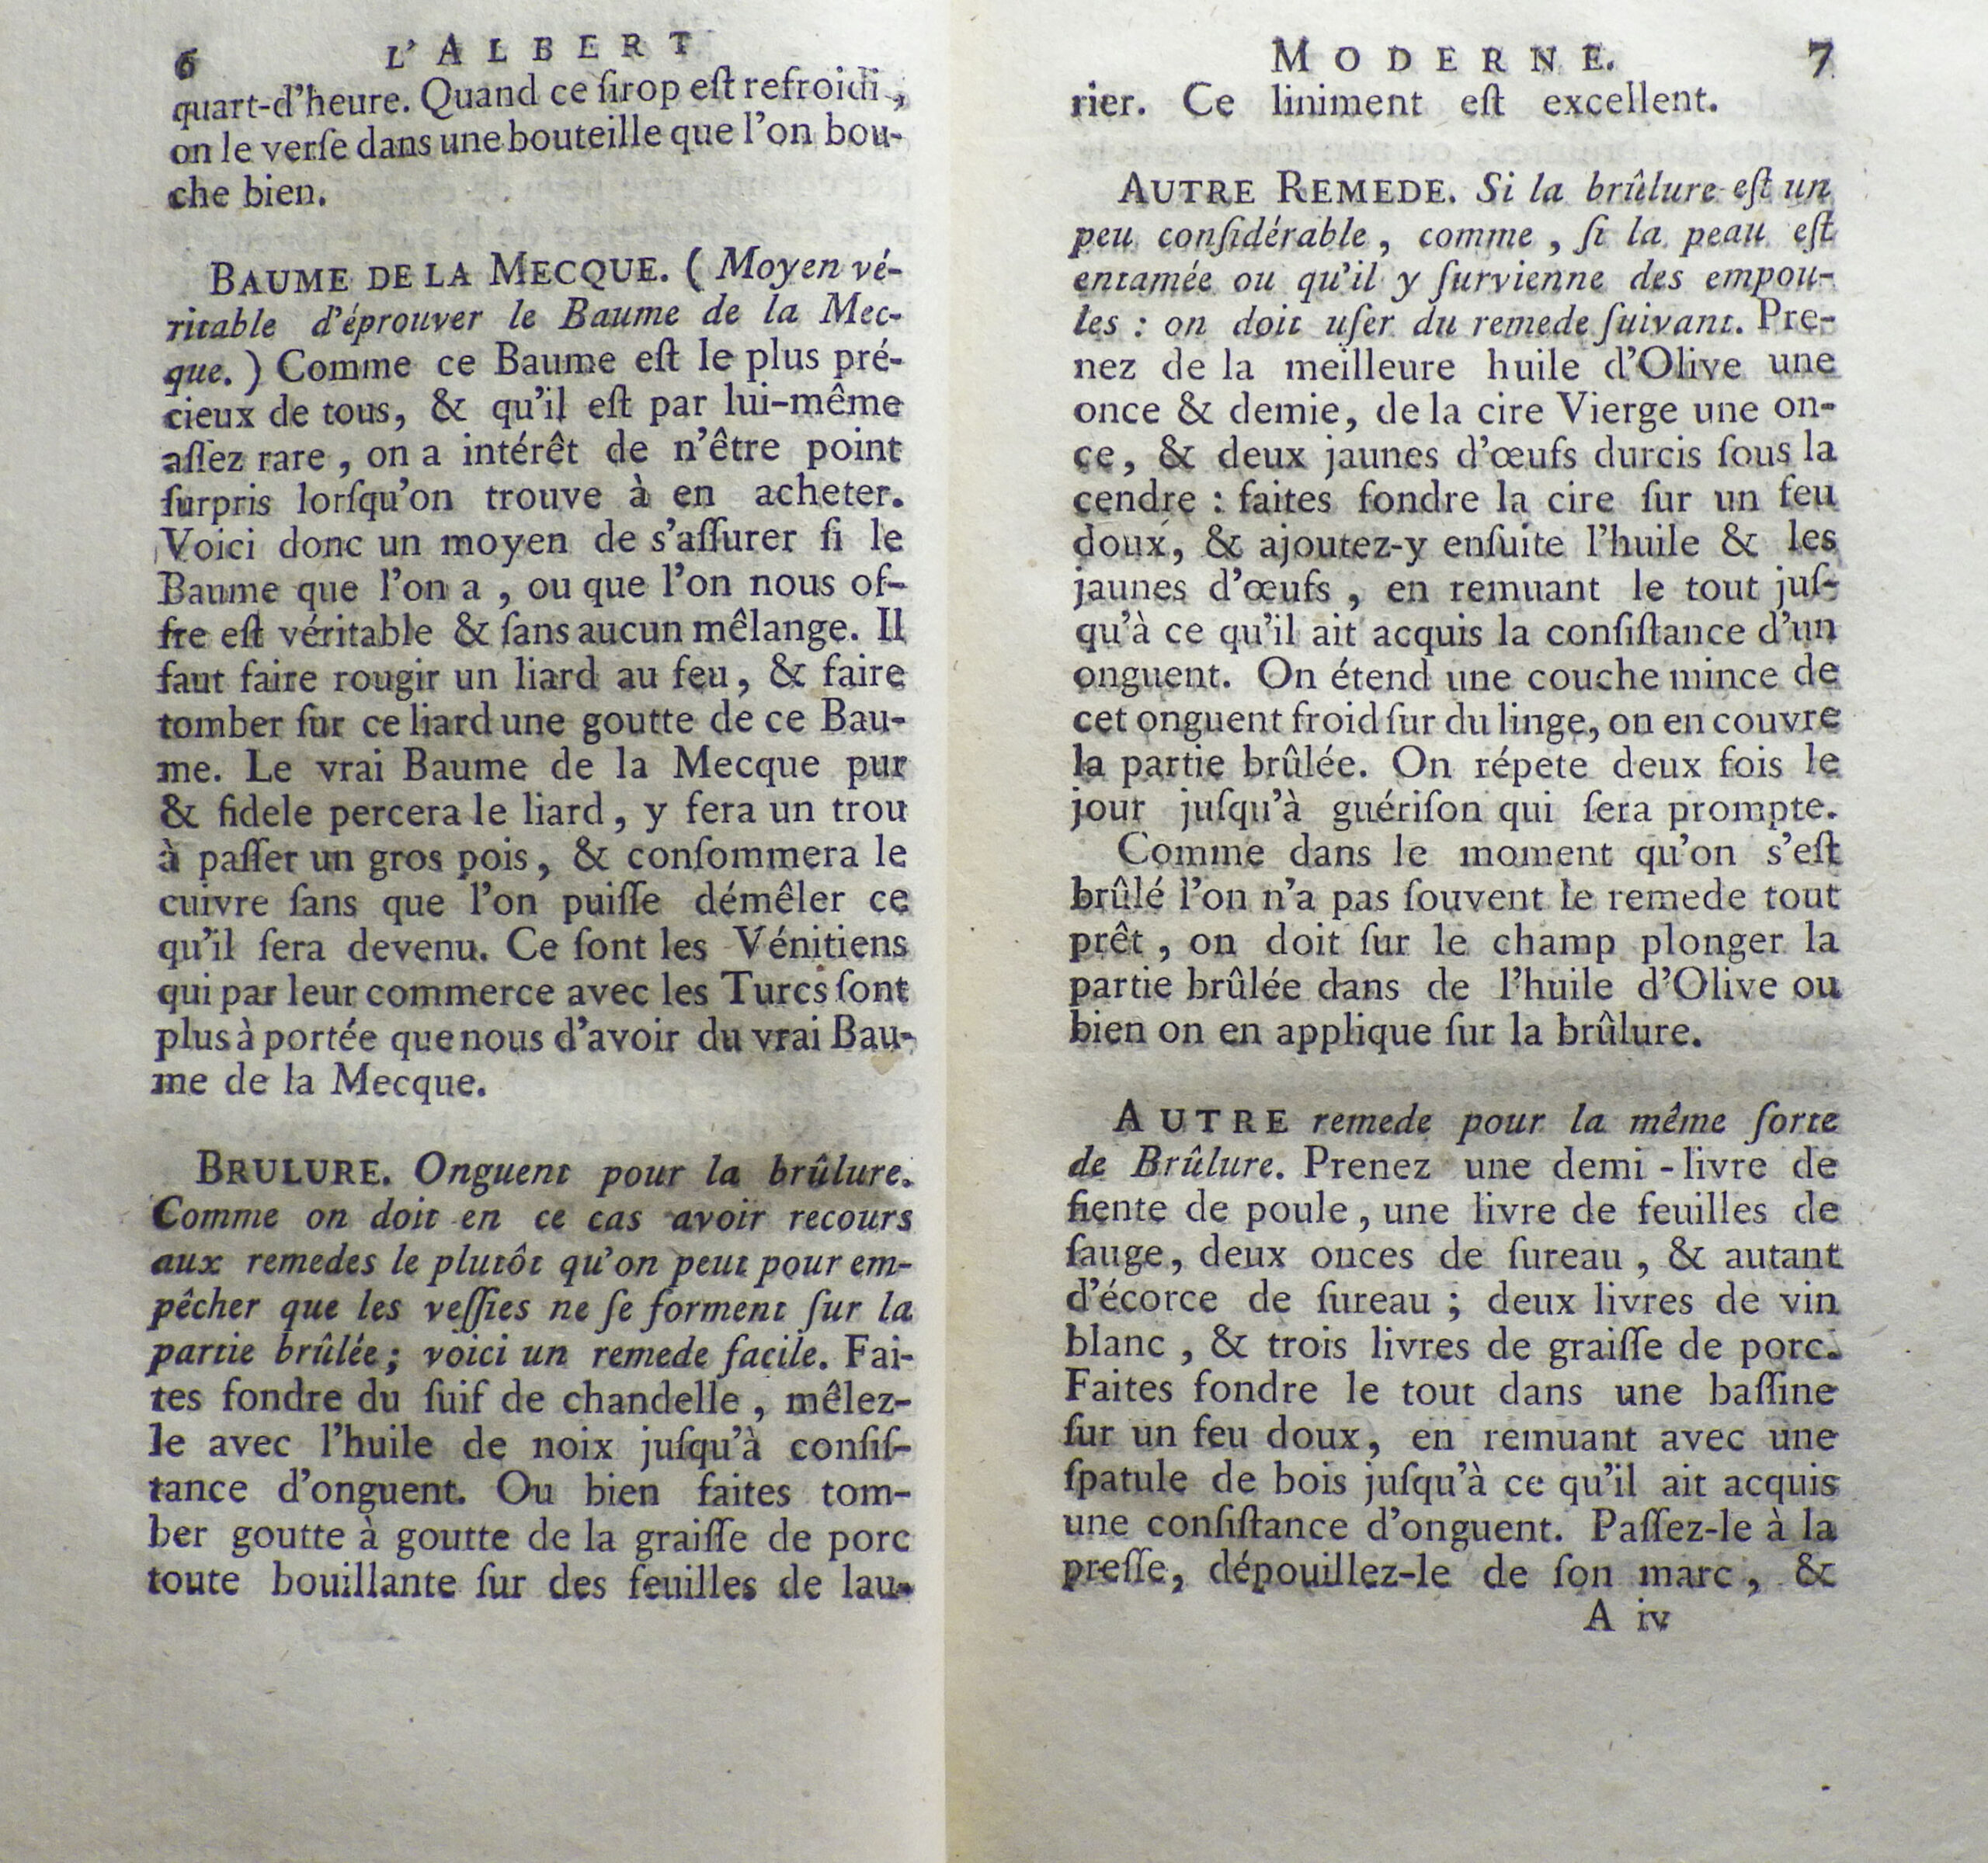 6 L'ALBERT
quart-d'heure. Quand ce ſirop eſt refroidi,
on le verſe dans une bouteille que l'on bou-
che bien.
BAUME DE LA MECQUE. (Moyen vé-
ritable d'éprouver le Baume de la Mec-
que.) Comme ce Baume eſt le plus pré-
cieux de tous, & qu'il eſt par lui-même
aſſez rare, on a intérêt de n'être point
ſurpris lorſqu'on trouve à en acheter.
Voici donc un moyen de s'aſſurer ſi le
Baume que l'on a, ou que l'on nous of-
fre eſt véritable & ſans aucun mêlange. Il
faut faire rougir un liard au feu, & faire
tomber ſur ce liard une goutte de ce Bau-
me. Le vrai Baume de la Mecque pur
& fidele percera le liard, y fera un trou
à paſſer un gros pois, & conſommera le
cuivre ſans que l'on puiſſe démêler ce
qu'il ſera devenu. Ce ſont les Vénitiens
qui par leur commerce avec les Turcs ſont
plus à portée que nous d'avoir du vrai Bau-
me de la Mecque.
BRULURE. Onguent pour la brûlure.
Comme on doit en ce cas avoir recours
aux remedes le plutôt qu'on peut pour em-
pêcher que les veſſies ne ſe forment ſur la
partie brûlée; voici un remede facile. Fai-
tes fondre du ſuif de chandelle, mêlez-
le avec l'huile de noix juſqu'à conſiſ-
tance d'onguent. Ou bien faites tom-
ber goutte à goutte de la graiſſe de porc
toute bouillante ſur des feuilles de lau-
MODERNE. 7
rier. Ce liniment eſt excellent.
AUTRE REMEDE. Si la brûlure eſt un
peu conſidérable, comme, ſi la peau eſt
entamée ou qu'il y ſurvienne des empou-
les : on doit uſer du remede ſuivant. Pre-
nez de la meilleure huile d'Olive une
once & demie, de la cire Vierge une on-
ce, & deux jaunes d'œufs durcis ſous la
cendre : faites fondre la cire ſur un feu
doux, & ajoutez-y enſuite l'huile & les
jaunes d'œufs, en remuant le tout juſ-
qu'à ce qu'il ait acquis la conſiſtance d'un
onguent. On étend une couche mince de
cet onguent froid ſur du linge, on en couvre
la partie brûlée. On répete deux fois le
jour juſqu'à guériſon qui ſera prompte.
Comme dans le moment qu'on s'eſt
brûlé l'on n'a pas ſouvent le remede tout
prêt, on doit ſur le champ plonger la
partie brûlée dans de l'huile d'Olive ou
bien on en applique ſur la brûlure.
AUTRE remede pour la même ſorte
de Brûlure. Prenez une demi-livre de
fiente de poule, une livre de feuilles de
ſauge, deux onces de ſureau, & autant
d'écorce de ſureau ; deux livres de vin
blanc, & trois livres de graiſſe de porc.
Faites fondre le tout dans une baſſine
ſur un feu doux, en remuant avec une
ſpatule de bois juſqu'à ce qu'il ait acquis
une conſiſtance d'onguent. Paſſez-le à la
preſſe, dépouillez-le de ſon marc, &
A iv